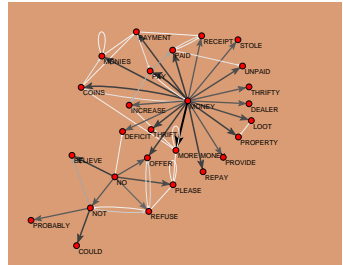 PAYMENT
RECEIPT
STOLE
MONIES
PAID
PAY
UNPAID
COINS
THRIFTY
INCREASE
MONEY
DEALER
LOOT
DEFICIT
THRIFT
PROPERTY
BELIEVE
OFFER
MORE MONEY
PROVIDE
NO
REPAY
PLEASE
NOT
REFUSE
PROBABLY
COULD